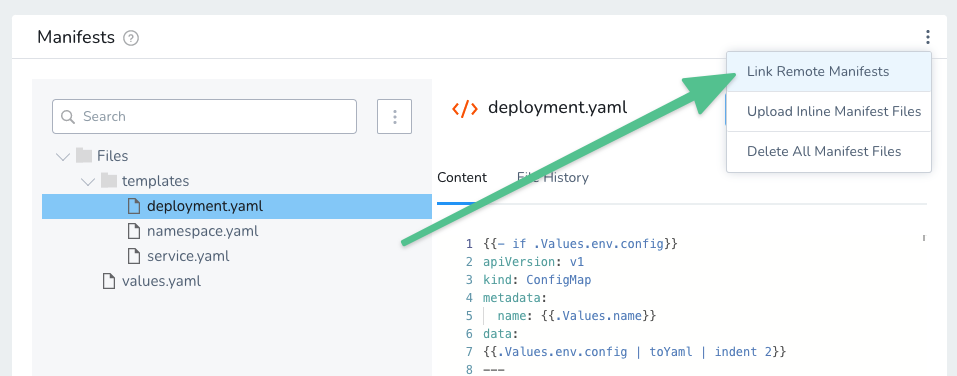 Manifests ?
Link Remote Manifests
Upload Inline Manifest Files
Delete All Manifest Files
Search
Files
templates
deployment.yaml
namespace.yaml
service.yaml
values.yaml
</> deployment.yaml
Content File History
1 {{- if .Values.env.config}}
2 apiVersion: v1
3 kind: ConfigMap
4 metadata:
5 name: {{.Values.name}}
6 data:
7 {{.Values.env.config | toYaml | indent 2}}
8 ---